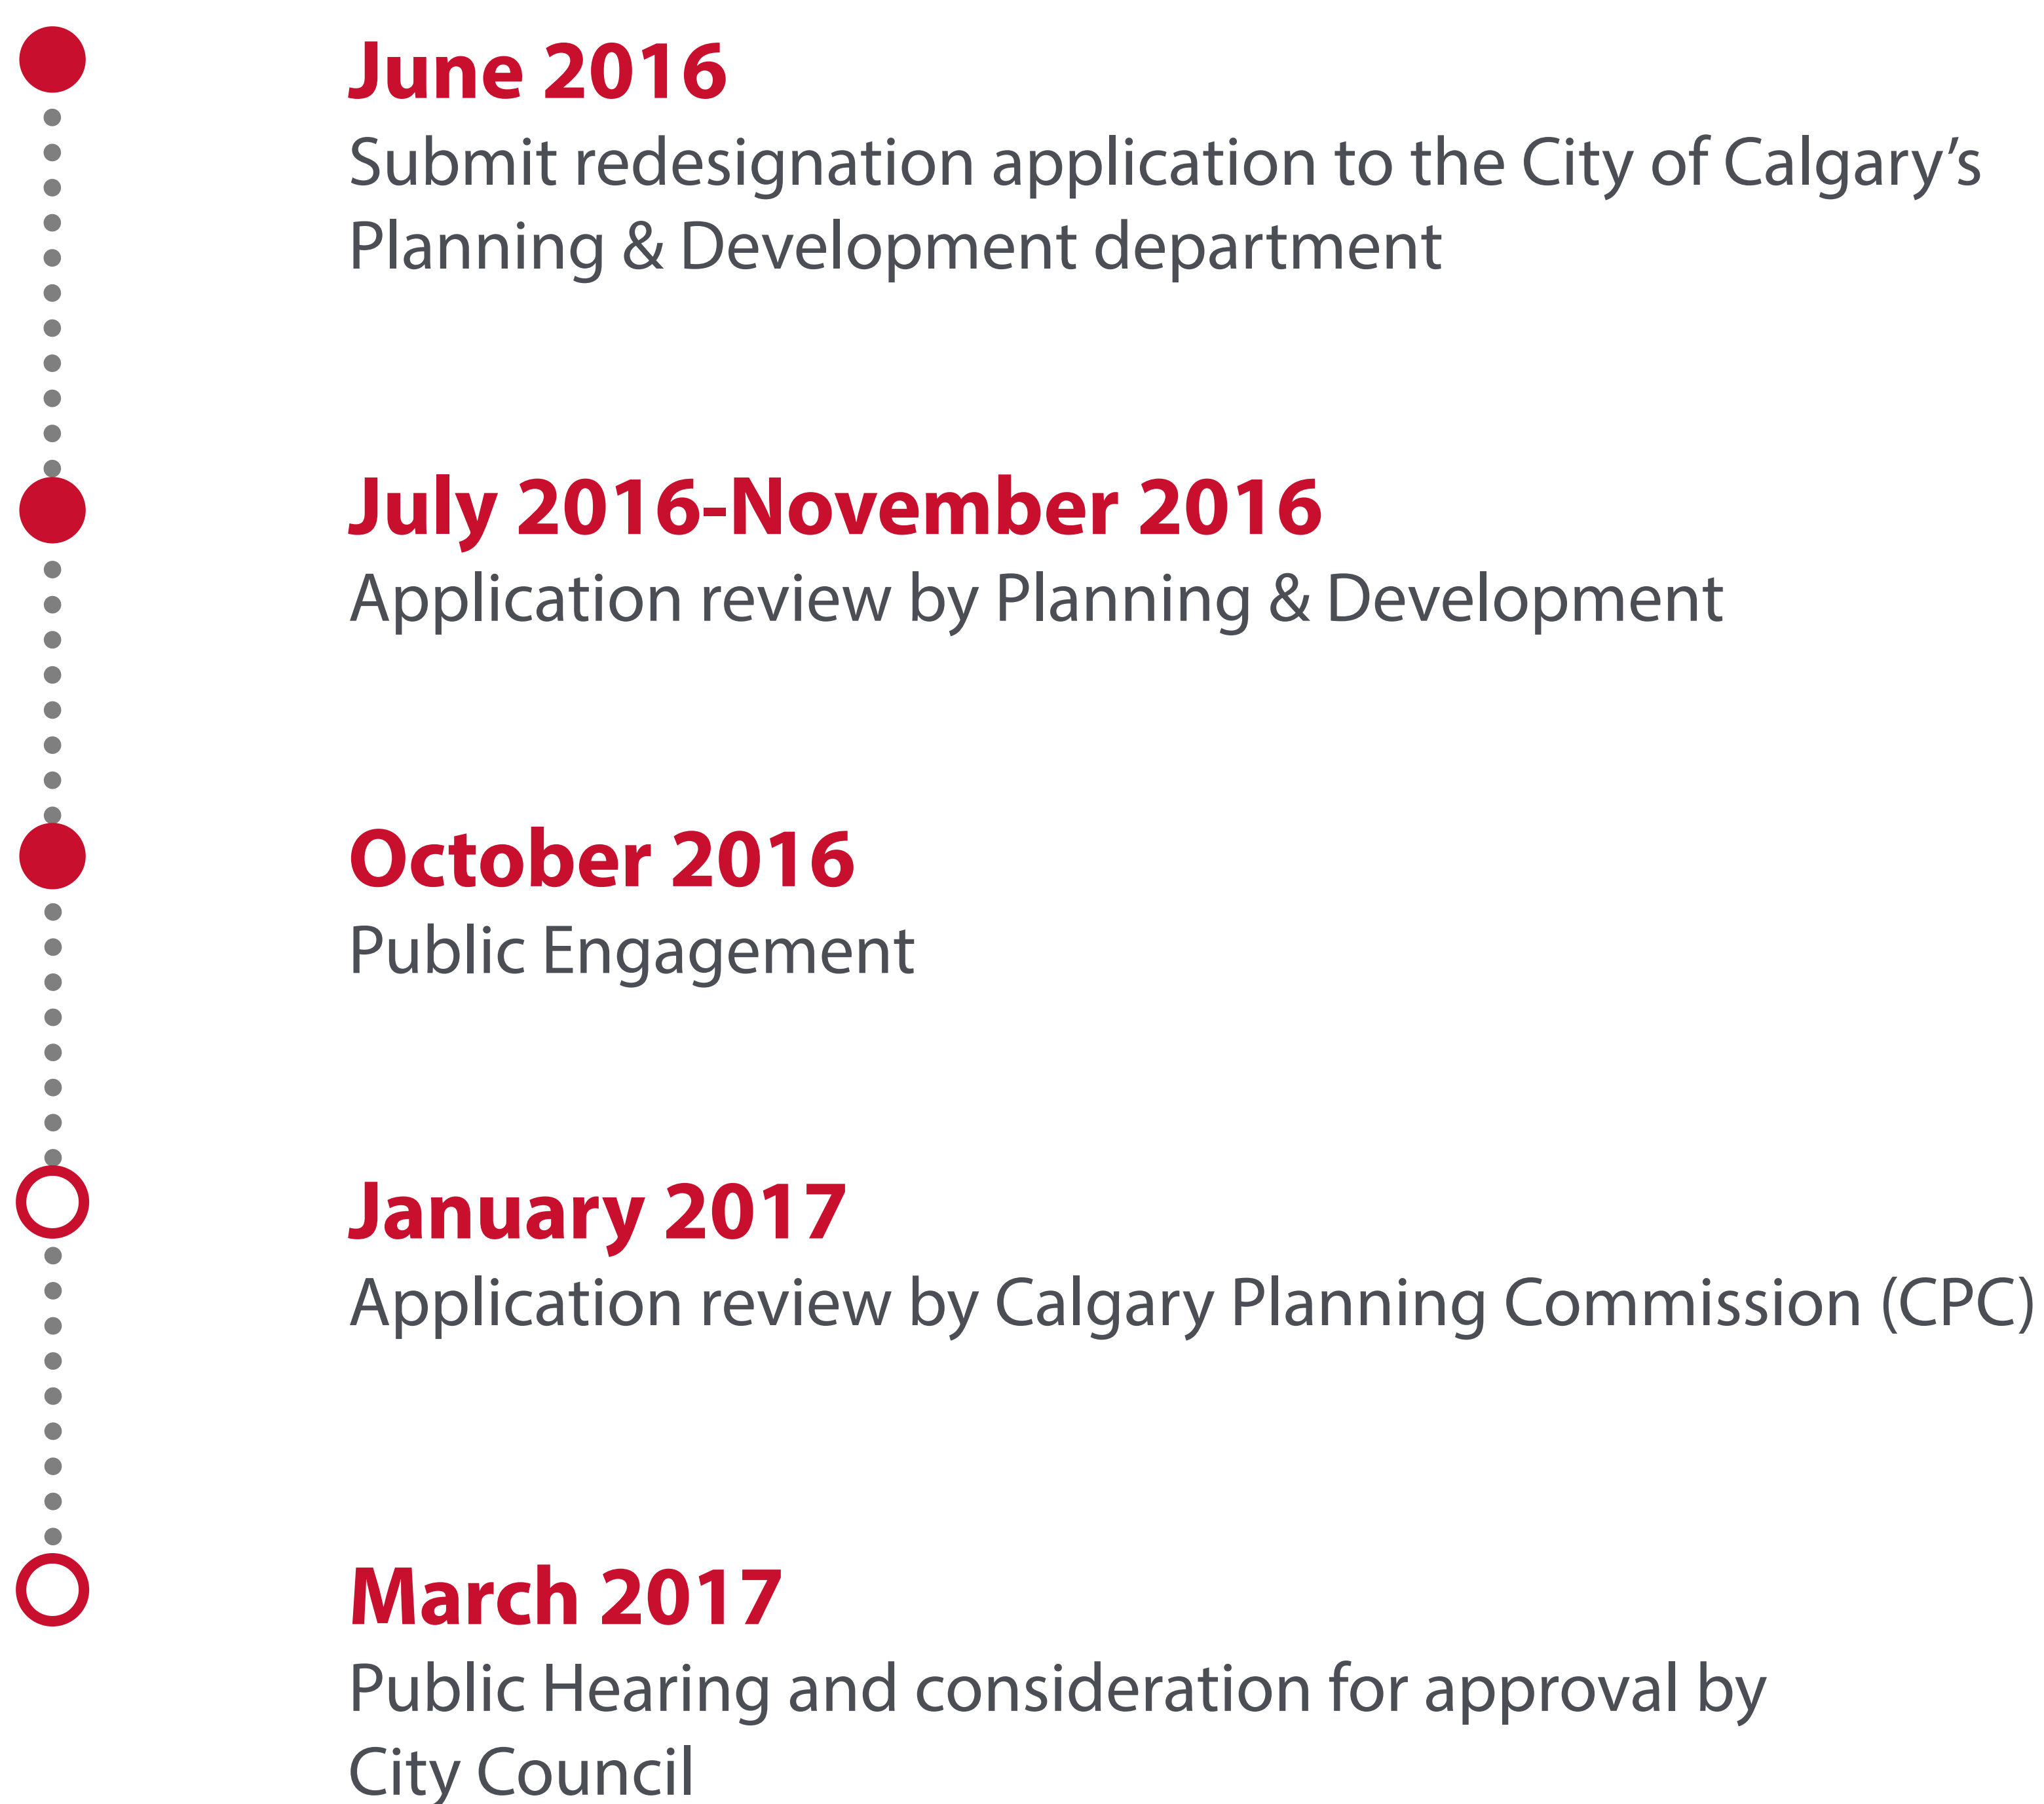 June 2016
Submit redesignation application to the City of Calgary’s
Planning & Development department
July 2016-November 2016
Application review by Planning & Development
October 2016
Public Engagement
January 2017
Application review by Calgary Planning Commission (CPC)
March 2017
Public Hearing and consideration for approval by
City Council